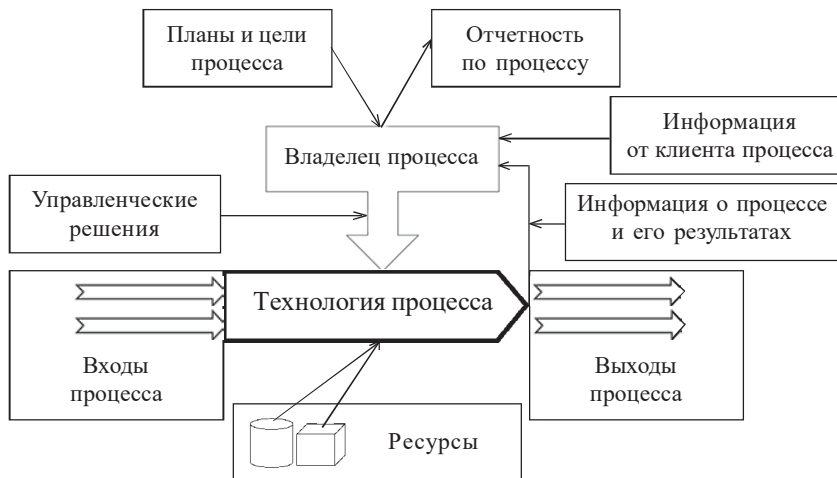 Планы и цели
процесса
Отчетность
по процессу
Информация
от клиента процесса
Владелец процесса
Управленческие
решения
Информация о процессе
и его результатах
Технология процесса
Входы
процесса
Выходы
процесса
Ресурсы